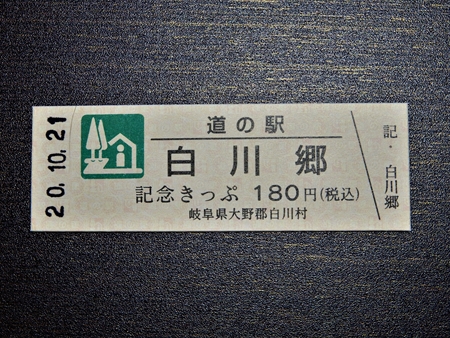 20.10.21
道の駅
白川郷
記念きっぷ 180円(税込)
岐阜県大野郡白川村
記・白川郷